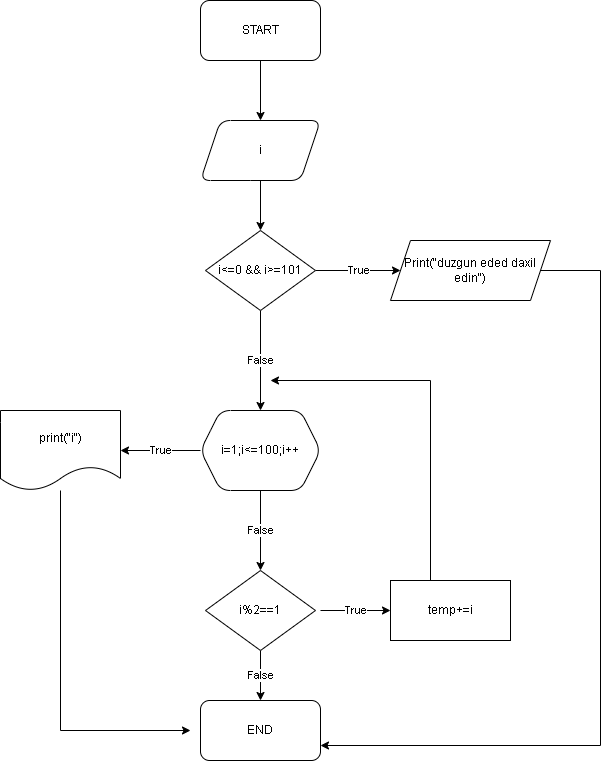 START
i
i<=0 && i>=101
True
Print("duzgun eded daxil
edin")
False
print("i")
True
i=1;i<=100;i++
False
i%2==1
True
temp+=i
False
END